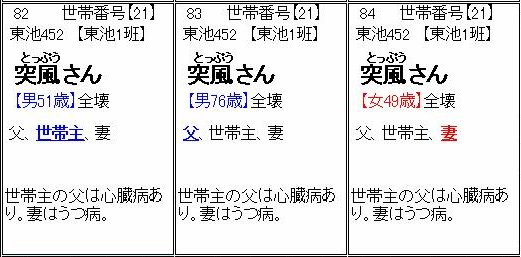 82 世帯番号【21】
東池452 【東池1班】
とっぷう
突風さん
【男51歳】全壊
父、世帯主、妻
世帯主の父は心臓病あ
り。妻はうつ病。
83 世帯番号【21】
東池452 【東池1班】
とっぷう
突風さん
【男76歳】全壊
父、世帯主、妻
世帯主の父は心臓病あ
り。妻はうつ病。
84 世帯番号【21】
東池452 【東池1班】
とっぷう
突風さん
【女49歳】全壊
父、世帯主、妻
世帯主の父は心臓病あ
り。妻はうつ病。